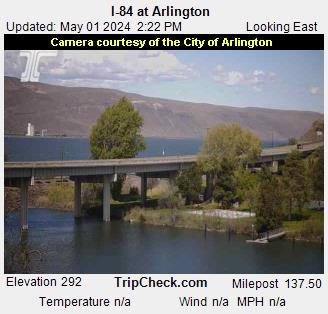 I-84 at Arlington
Updated: May 01 2024 2:22 PM Looking East
Camera courtesy of the City of Arlington
Elevation 292 TripCheck.com Milepost 137.50
Temperature n/a Wind n/a MPH n/a